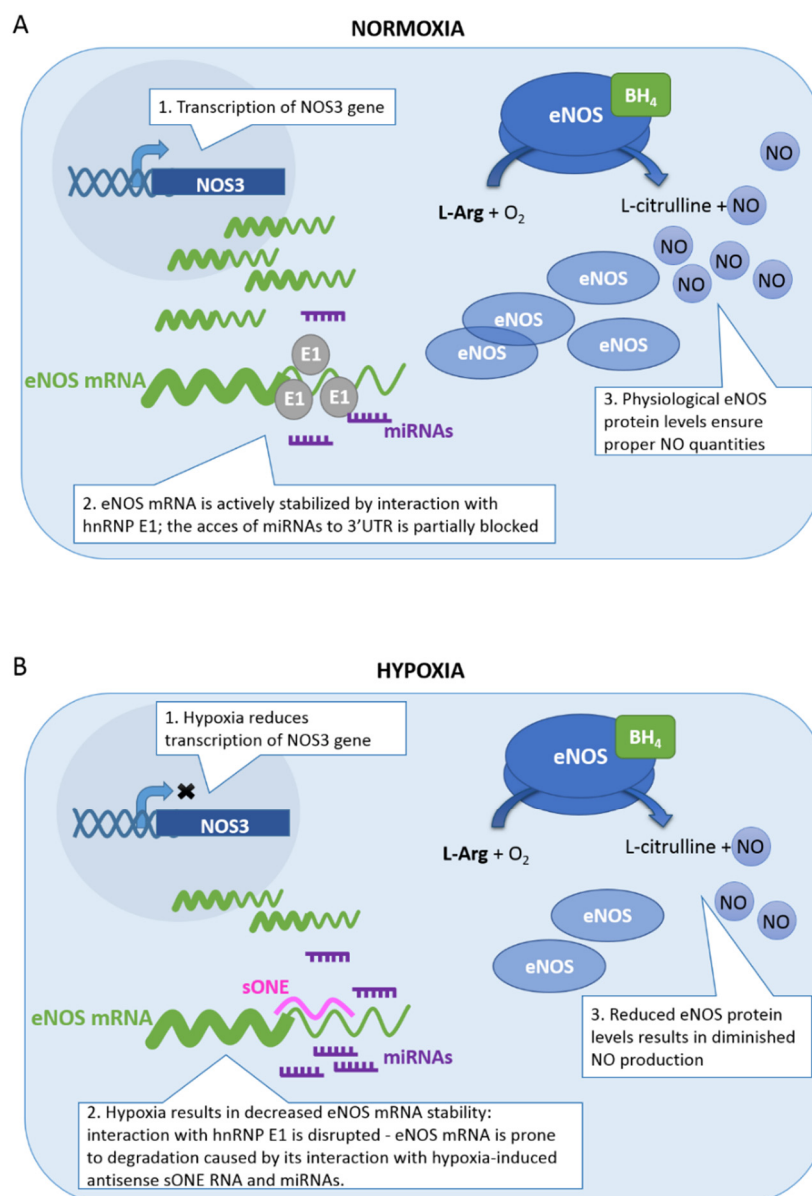 A
NORMOXIA
1. Transcription of NOS3 gene
NOS3
eNOS
BH4
L-Arg + O2
L-citrulline + NO
NO
NO
NO
NO
NO
eNOS
eNOS
eNOS
eNOS
eNOS mRNA
E1
E1
E1
miRNAs
3. Physiological eNOS
protein levels ensure
proper NO quantities
2. eNOS mRNA is actively stabilized by interaction with
hnRNP E1; the acces of miRNAs to 3'UTR is partially blocked
B
HYPOXIA
1. Hypoxia reduces
transcription of NOS3 gene
NOS3
eNOS
BH4
L-Arg + O2
L-citrulline + NO
NO
NO
eNOS
eNOS
sONE
eNOS mRNA
miRNAs
3. Reduced eNOS protein
levels results in diminished
NO production
2. Hypoxia results in decreased eNOS mRNA stability:
interaction with hnRNP E1 is disrupted - eNOS mRNA is prone
to degradation caused by its interaction with hypoxia-induced
antisense sONE RNA and miRNAs.